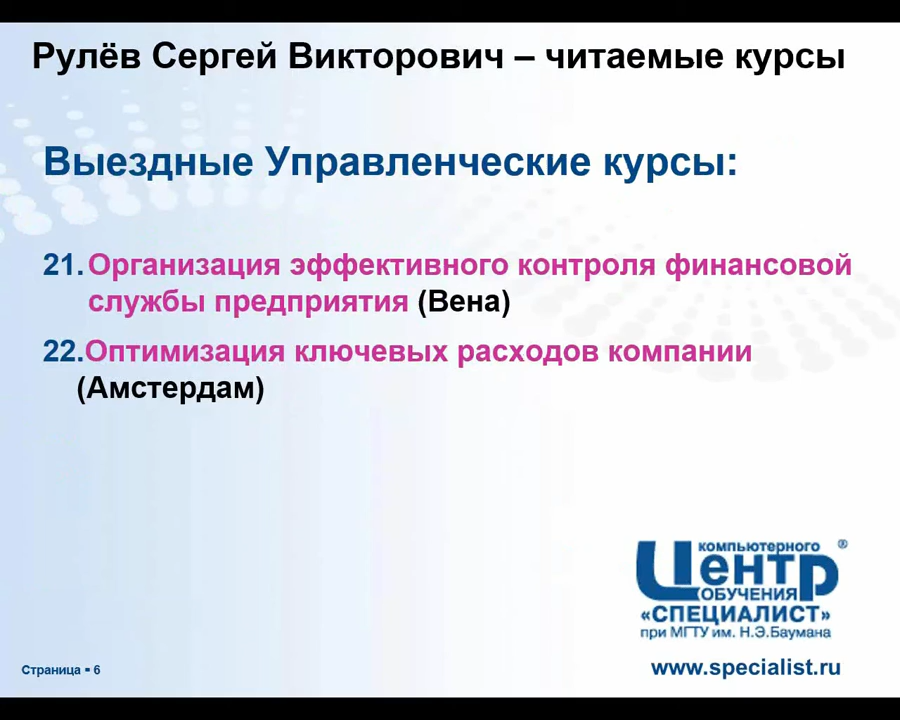 Рулёв Сергей Викторович – читаемые курсы
Выездные Управленческие курсы:
21. Организация эффективного контроля финансовой
службы предприятия (Вена)
22.Оптимизация ключевых расходов компании
(Амстердам)
компьютерного ®
Центр
ОБУЧЕНИЯ
«СПЕЦИАЛИСТ»
при МГТУ им. Н.Э.Баумана
Страница ▪ 6
www.specialist.ru